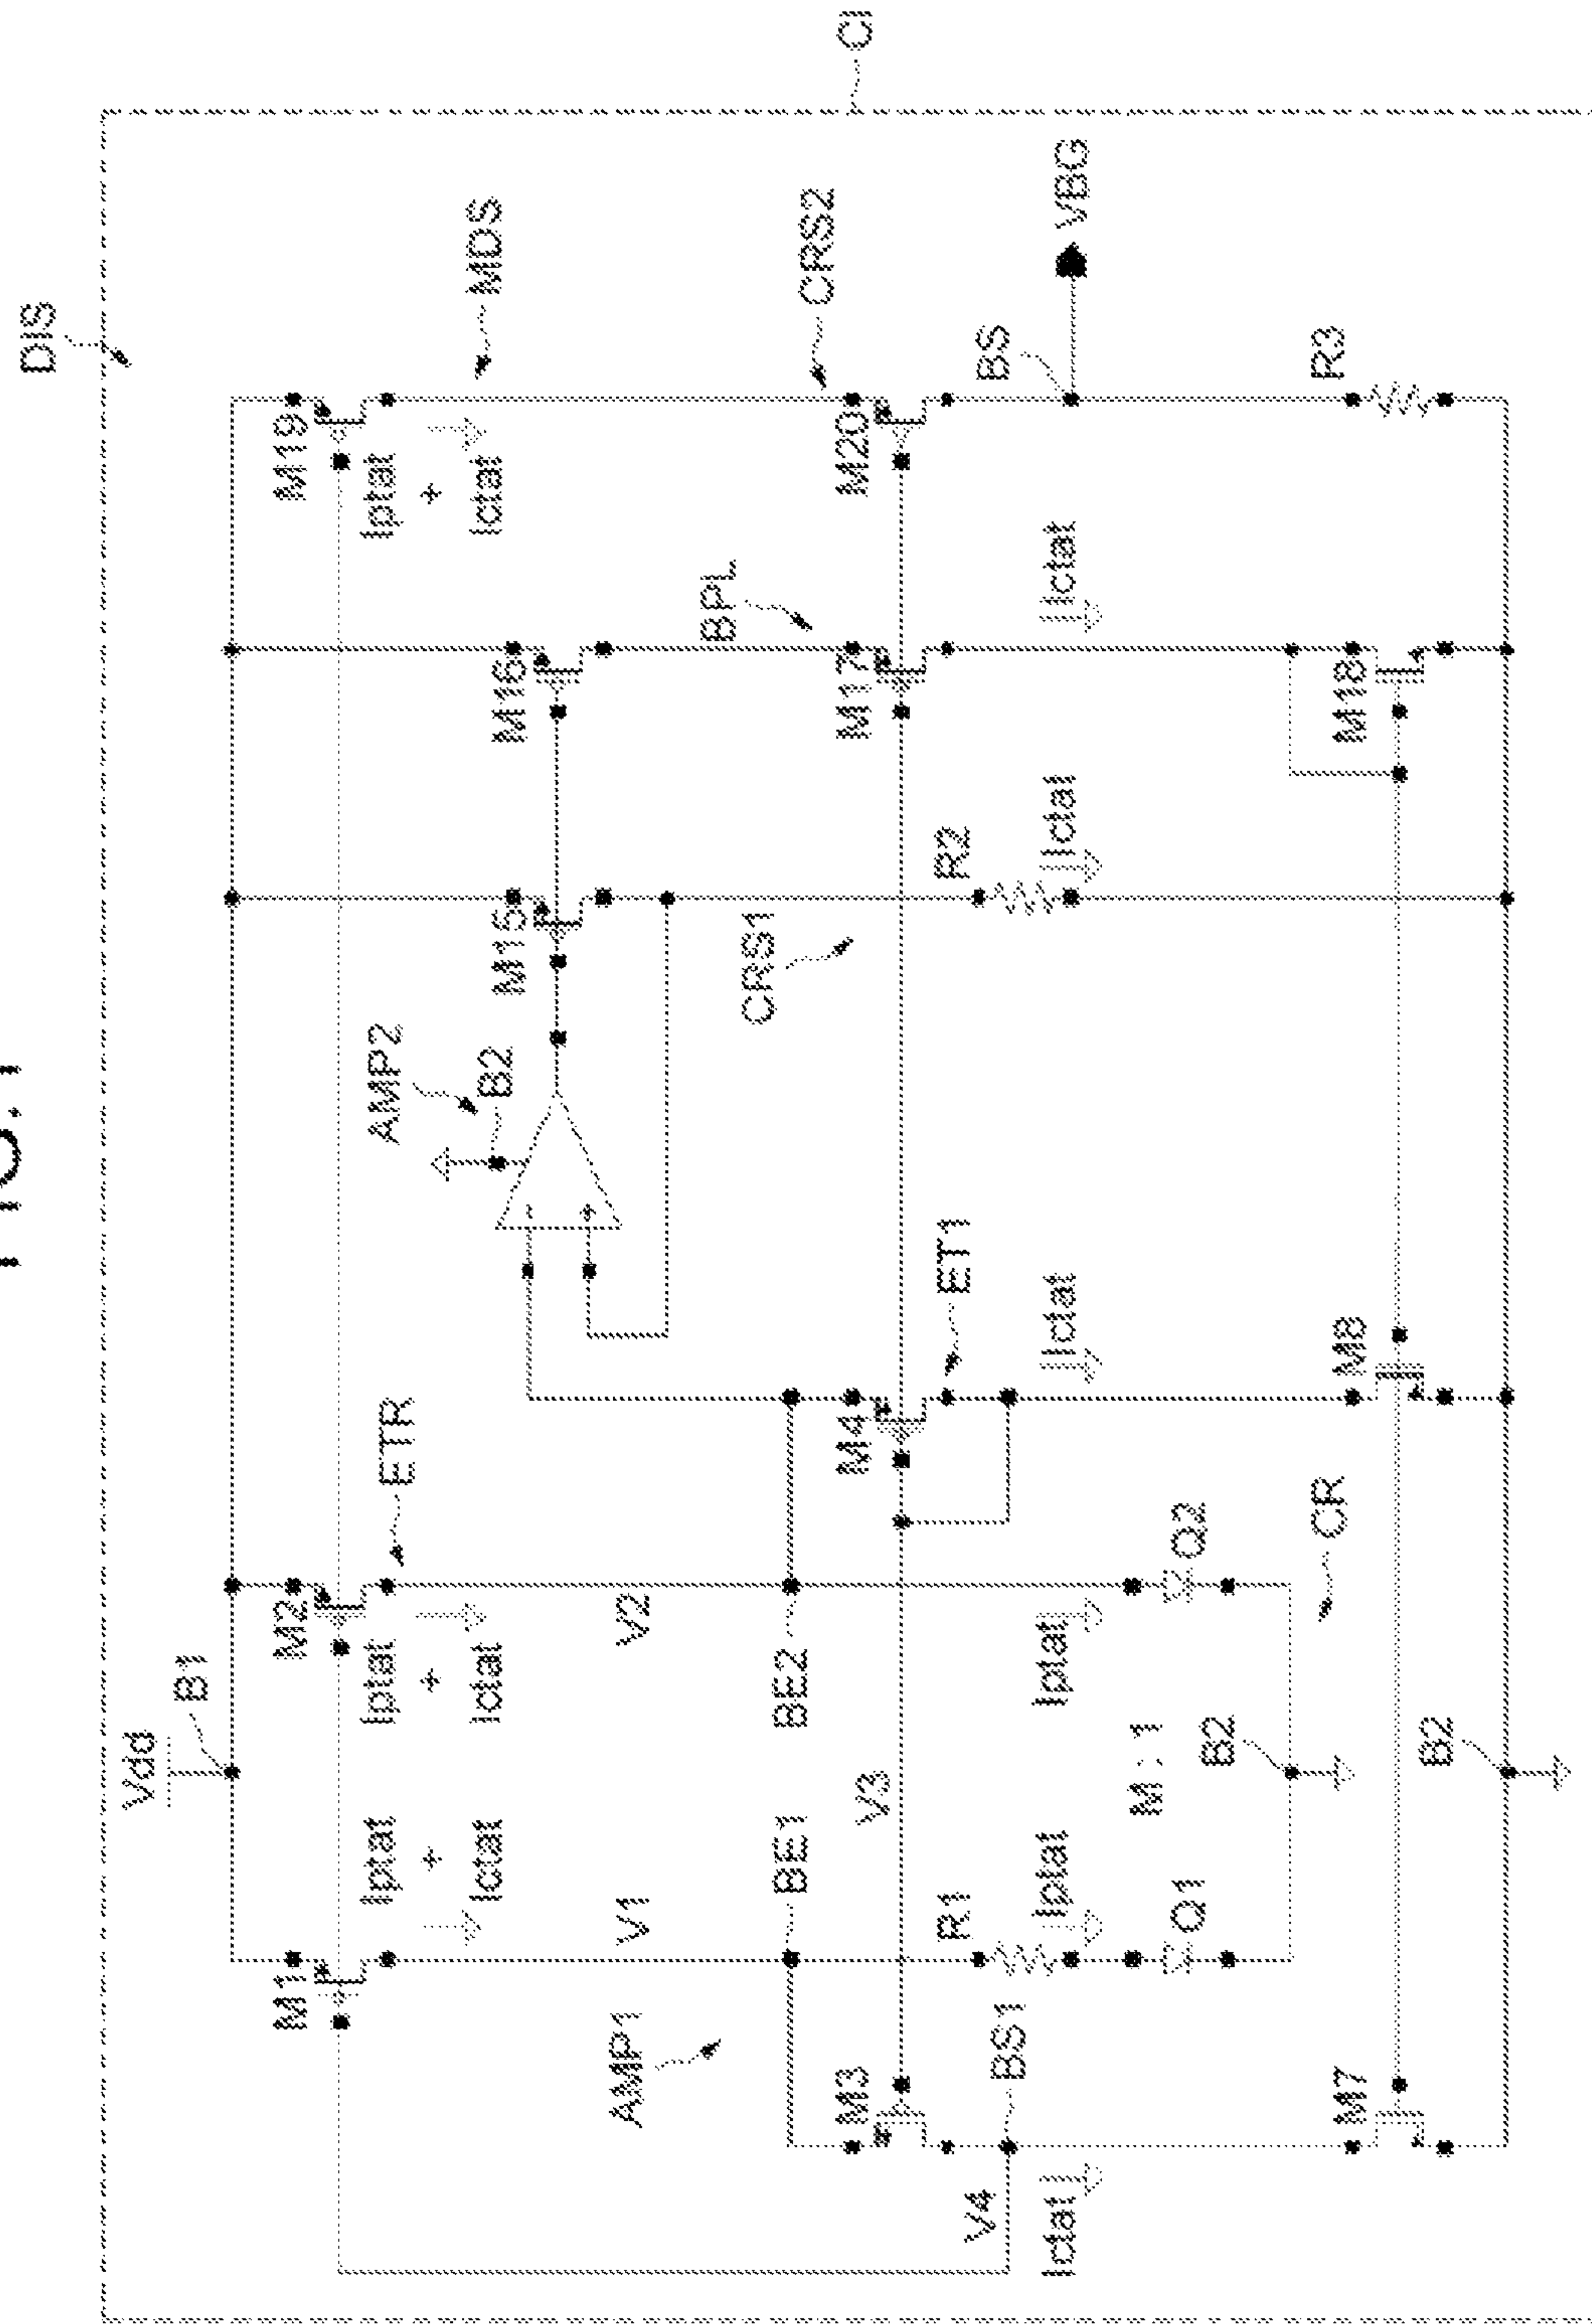 FIG. 1
DIS
Vdd
B1
M1
M2
M19
Iptat
+
Ictat
Iptat
+
Ictat
ETR
AMP2
B2
Iptat
+
Ictat
MDS
M15
M16
AMP1
V1
V2
BPL
CRS1
BE1
BE2
CRS2
M3
M4
M17
M20
CI
V3
R1
ET1
R2
V4
BS1
BS
Ictat
Iptat
Iptat
Ictat
Ictat
Ictat
VBG
M : 1
Q1
Q2
B2
CR
M7
M8
M18
R3
B2